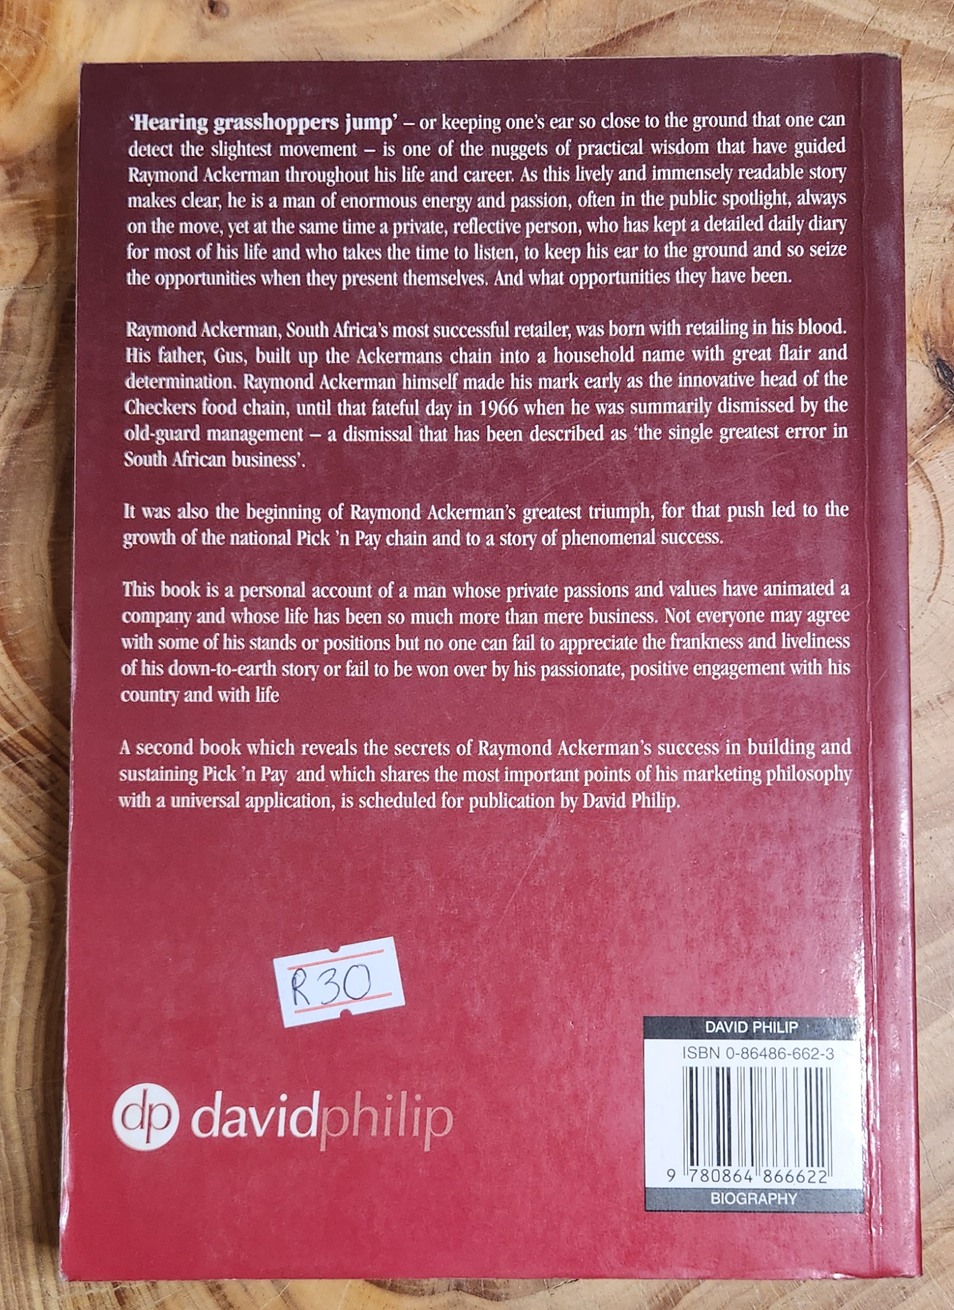 ‘Hearing grasshoppers jump’ – or keeping one’s ear so close to the ground that one can
detect the slightest movement – is one of the nuggets of practical wisdom that have guided
Raymond Ackerman throughout his life and career. As this lively and immensely readable story
makes clear, he is a man of enormous energy and passion, often in the public spotlight, always
on the move, yet at the same time a private, reflective person, who has kept a detailed daily diary
for most of his life and who takes the time to listen, to keep his ear to the ground and so seize
the opportunities when they present themselves. And what opportunities they have been.
Raymond Ackerman, South Africa’s most successful retailer, was born with retailing in his blood.
His father, Gus, built up the Ackermans chain into a household name with great flair and
determination. Raymond Ackerman himself made his mark early as the innovative head of the
Checkers food chain, until that fateful day in 1966 when he was summarily dismissed by the
old-guard management – a dismissal that has been described as ‘the single greatest error in
South African business’.
It was also the beginning of Raymond Ackerman’s greatest triumph, for that push led to the
growth of the national Pick ’n Pay chain and to a story of phenomenal success.
This book is a personal account of a man whose private passions and values have animated a
company and whose life has been so much more than mere business. Not everyone may agree
with some of his stands or positions but no one can fail to appreciate the frankness and liveliness
of his down-to-earth story or fail to be won over by his passionate, positive engagement with his
country and with life
A second book which reveals the secrets of Raymond Ackerman’s success in building and
sustaining Pick ’n Pay and which shares the most important points of his marketing philosophy
with a universal application, is scheduled for publication by David Philip.
R30
dp davidphilip
DAVID PHILIP
ISBN 0-86486-662-3
9 780864 866622
BIOGRAPHY